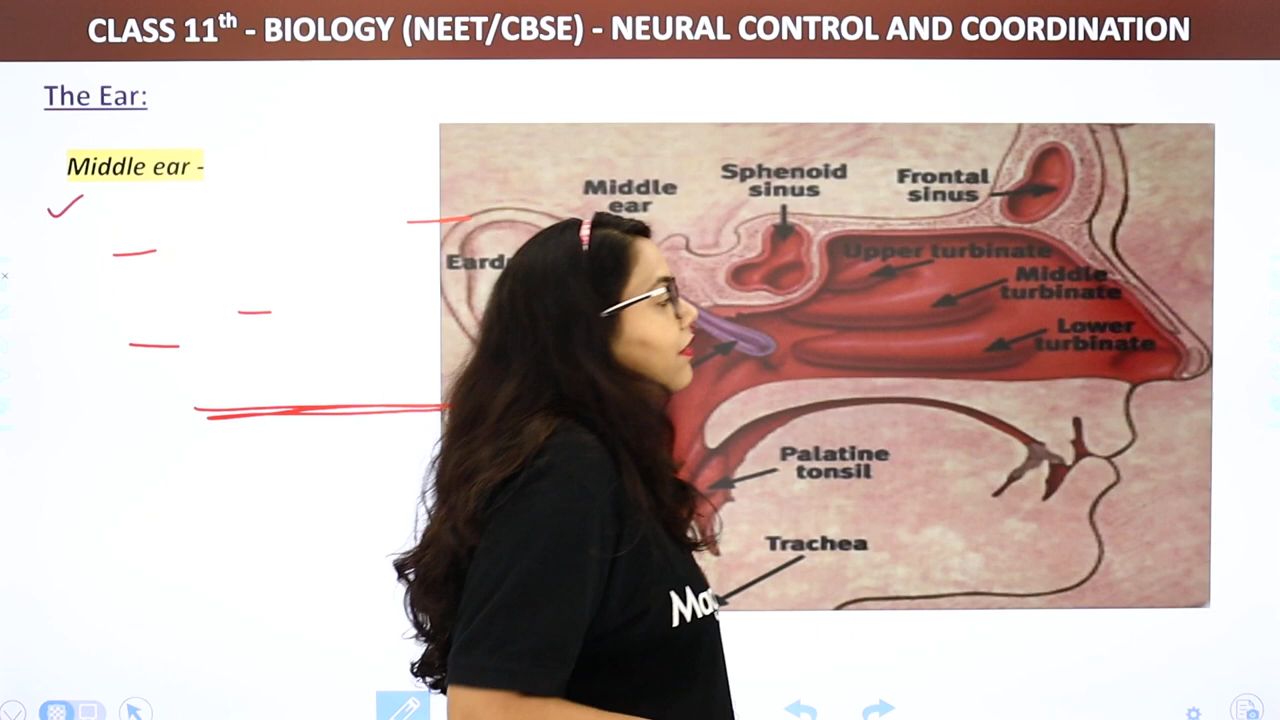 CLASS 11th - BIOLOGY (NEET/CBSE) - NEURAL CONTROL AND COORDINATION
The Ear:
Middle ear -
Middle
ear
Sphenoid
sinus
Frontal
sinus
Upper turbinate
Middle
turbinate
Lower
turbinate
Palatine
tonsil
Trachea